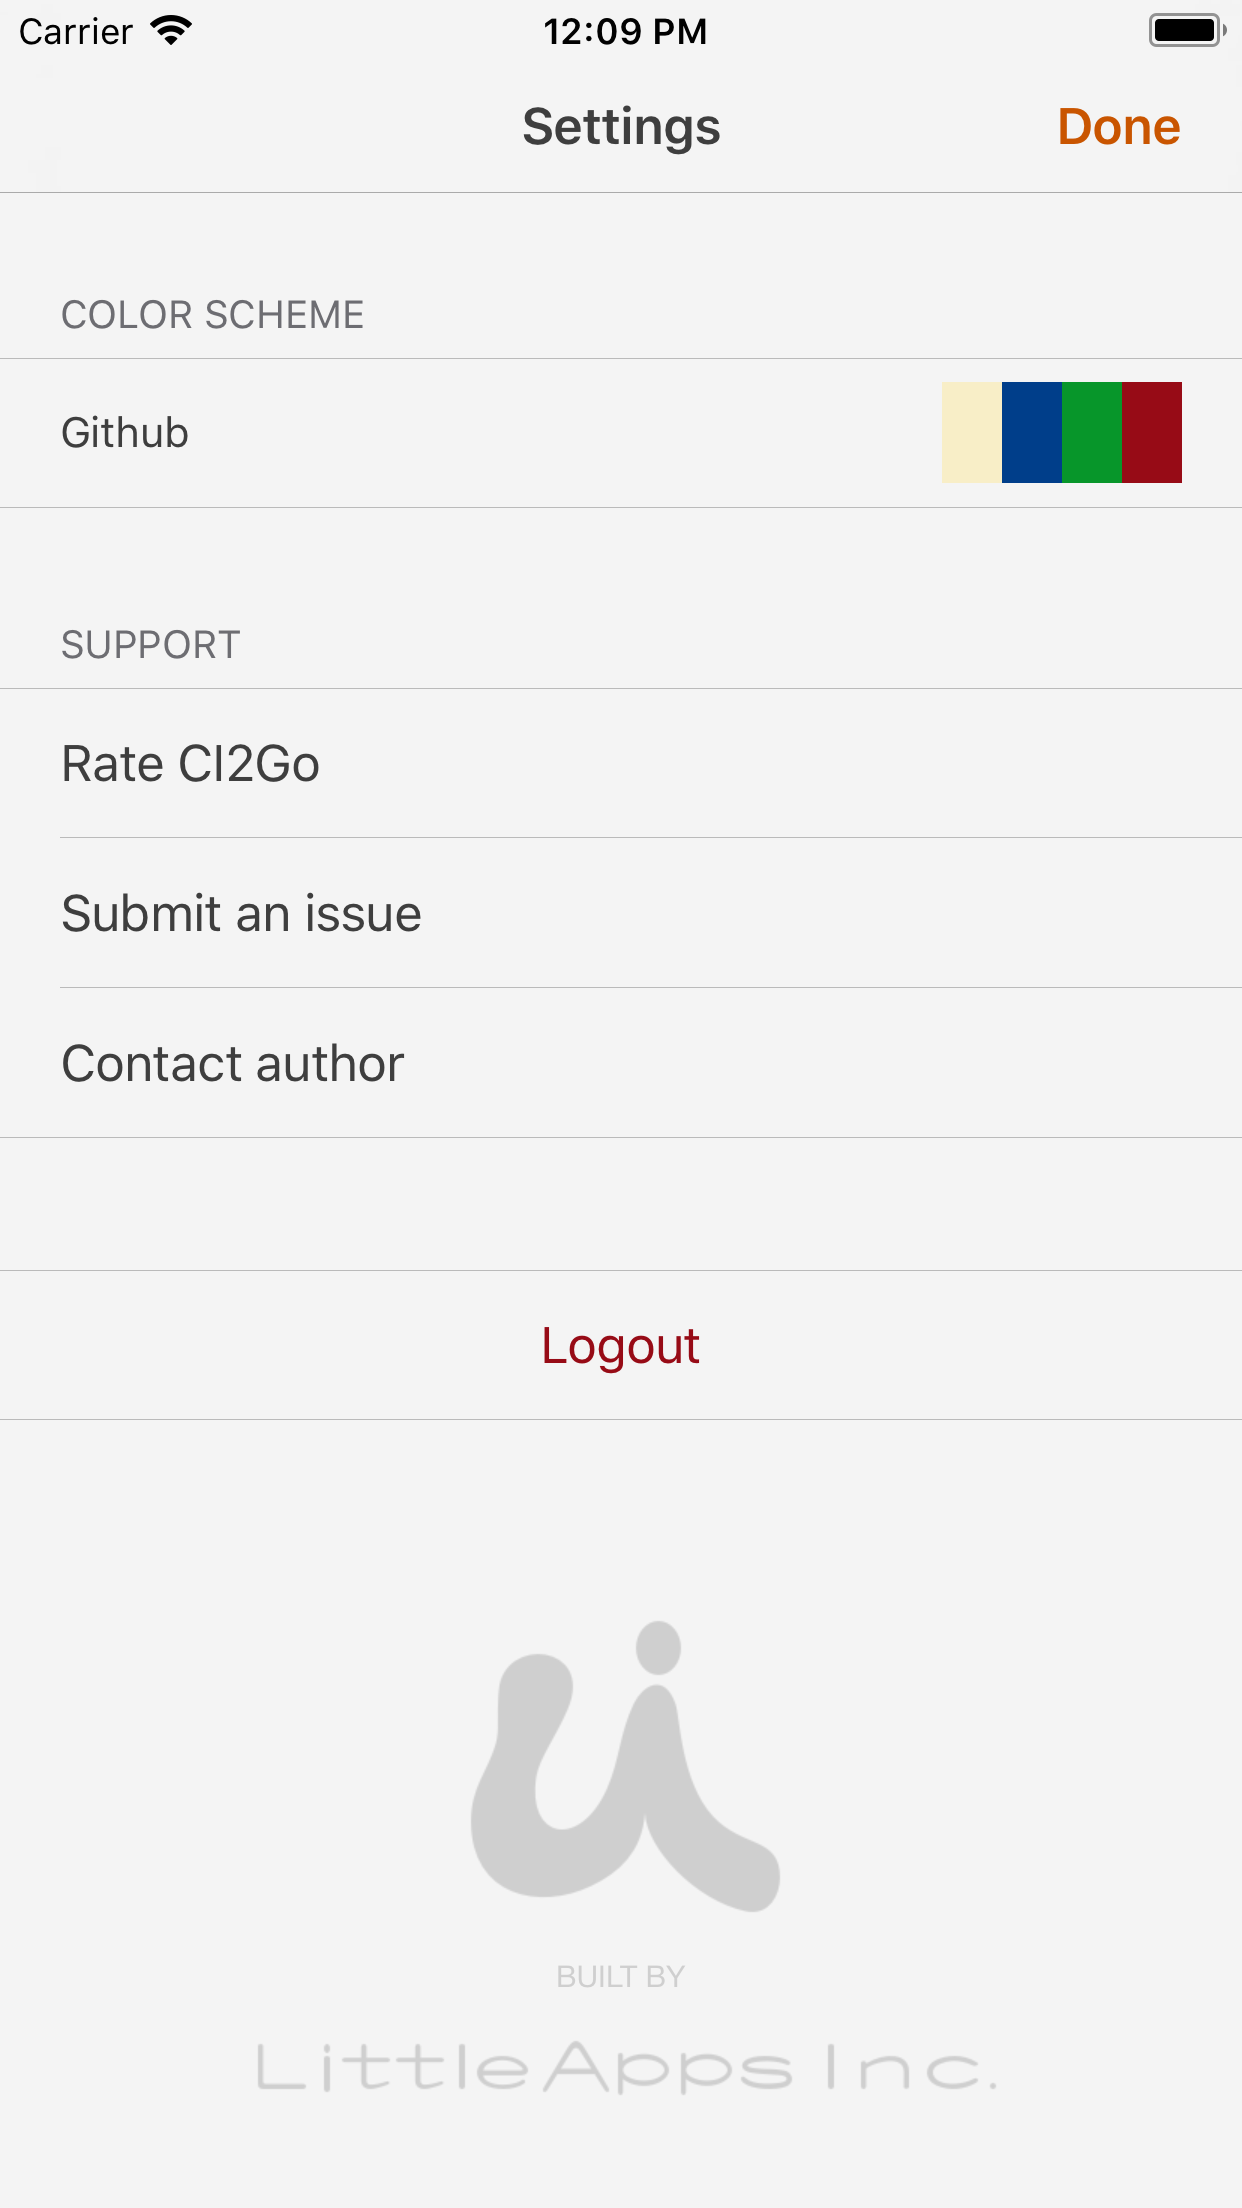 Carrier 12:09 PM
Settings Done
COLOR SCHEME
Github
SUPPORT
Rate CI2Go
Submit an issue
Contact author
Logout
BUILT BY
LittleApps Inc.